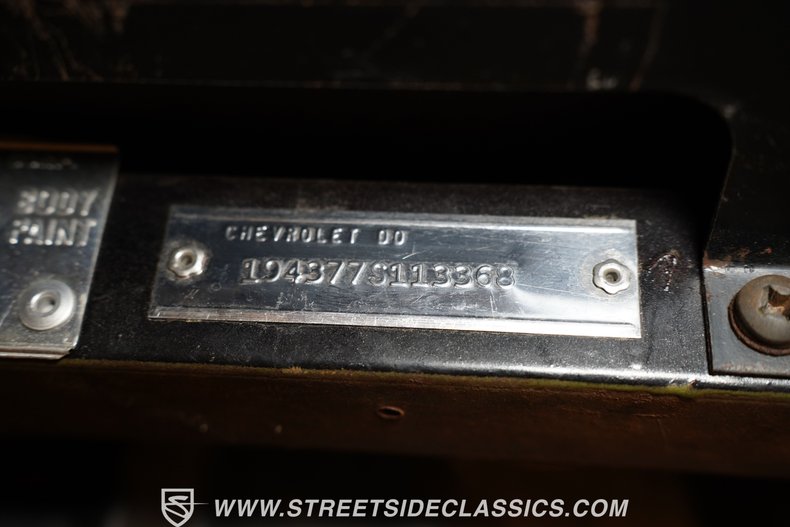 BODY
PAINT
CHEVROLET DO
194377S113368
WWW.STREETSIDECLASSICS.COM